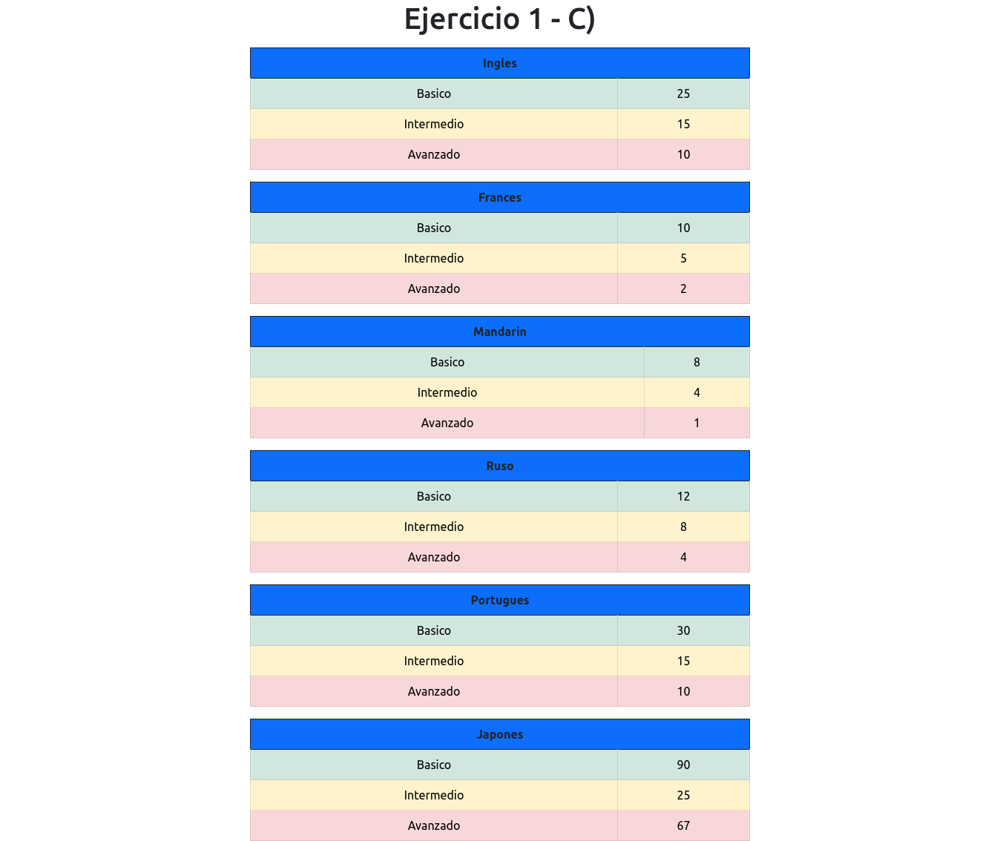 Ejercicio 1 - C)
Ingles
Basico 25
Intermedio 15
Avanzado 10
Frances
Basico 10
Intermedio 5
Avanzado 2
Mandarin
Basico 8
Intermedio 4
Avanzado 1
Ruso
Basico 12
Intermedio 8
Avanzado 4
Portugues
Basico 30
Intermedio 15
Avanzado 10
Japones
Basico 90
Intermedio 25
Avanzado 67